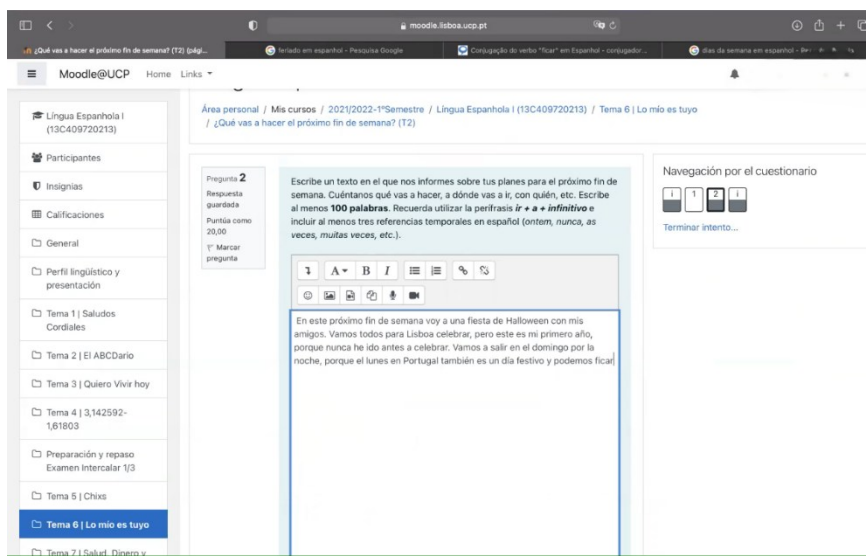 moodle.lisboa.ucp.pt
¿Qué vas a hacer el próximo fin de semana? (T2) (pági...
feriado em espanhol - Pesquisa Google
Conjugação do verbo "ficar" em Espanhol - conjugador...
dias da semana em espanhol -
Moodle@UCP Home Links
Área personal / Mis cursos / 2021/2022-1ºSemestre / Língua Espanhola I (13C409720213) / Tema 6 | Lo mío es tuyo
/ ¿Qué vas a hacer el próximo fin de semana? (T2)
Língua Espanhola I
(13C409720213)
Participantes
Insignias
Calificaciones
General
Perfil lingüístico y
presentación
Tema 1 | Saludos
Cordiales
Tema 2 | El ABCDario
Tema 3 | Quiero Vivir hoy
Tema 4 | 3,142592-
1,61803
Preparación y repaso
Examen Intercalar 1/3
Tema 5 | Chixs
Tema 6 | Lo mío es tuyo
Tema 7 | Salud, Dinero y
Pregunta 2
Respuesta
guardada
Puntúa como
20,00
Marcar
pregunta
Escribe un texto en el que nos informes sobre tus planes para el próximo fin de
semana. Cuéntanos qué vas a hacer, a dónde vas a ir, con quién, etc. Escribe
al menos 100 palabras. Recuerda utilizar la perífrasis ir + a + infinitivo e
incluir al menos tres referencias temporales en español (ontem, nunca, as
veces, muitas veces, etc.).
A B I
En este próximo fin de semana voy a una fiesta de Halloween con mis
amigos. Vamos todos para Lisboa celebrar, pero este es mi primero año,
porque nunca he ido antes a celebrar. Vamos a salir en el domingo por la
noche, porque el lunes en Portugal también es un día festivo y podemos ficar
Navegación por el cuestionario
i 1 2 i
Terminar intento...